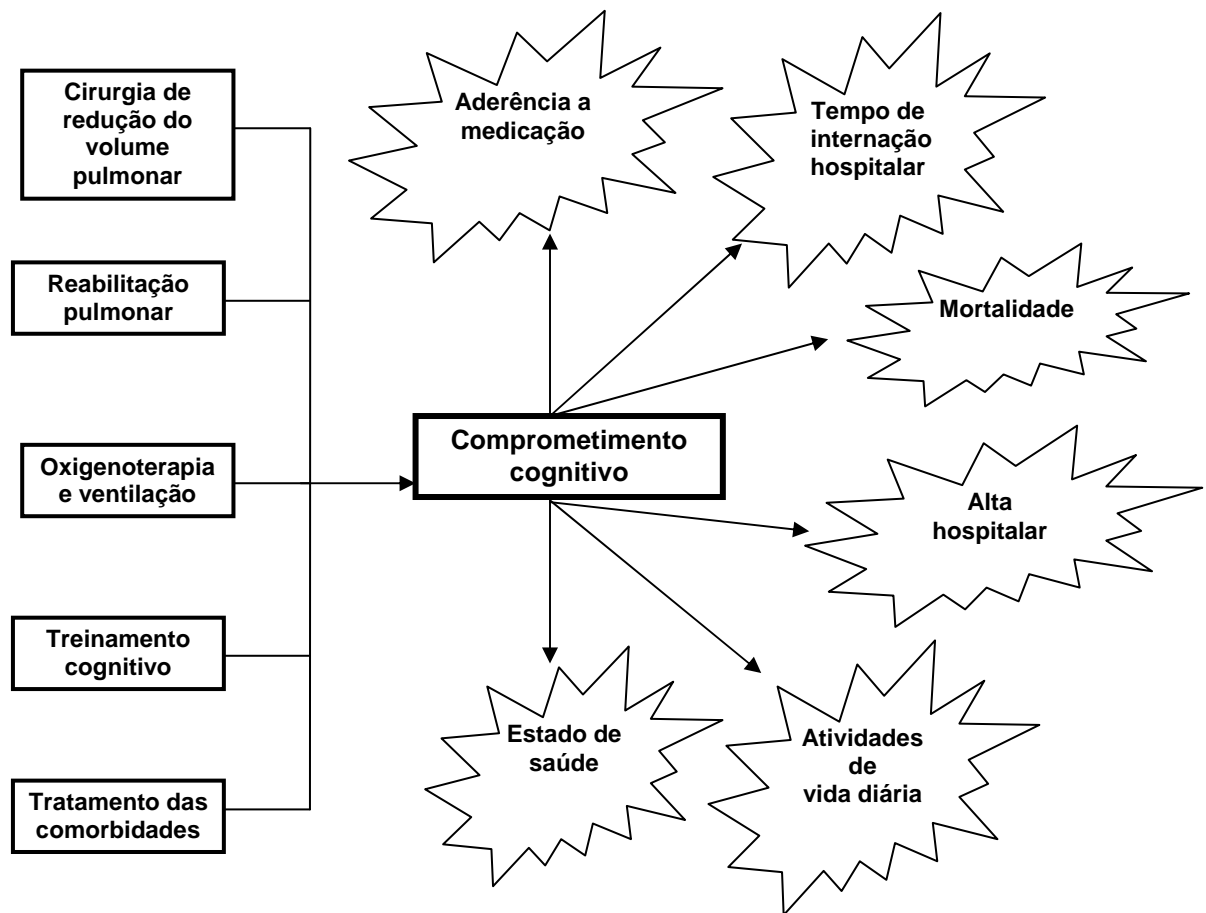 Cirurgia de
redução do
volume
pulmonar
Reabilitação
pulmonar
Oxigenoterapia
e ventilação
Treinamento
cognitivo
Tratamento das
comorbidades
Comprometimento
cognitivo
Aderência a
medicação
Tempo de
internação
hospitalar
Mortalidade
Alta
hospitalar
Atividades
de
vida diária
Estado de
saúde